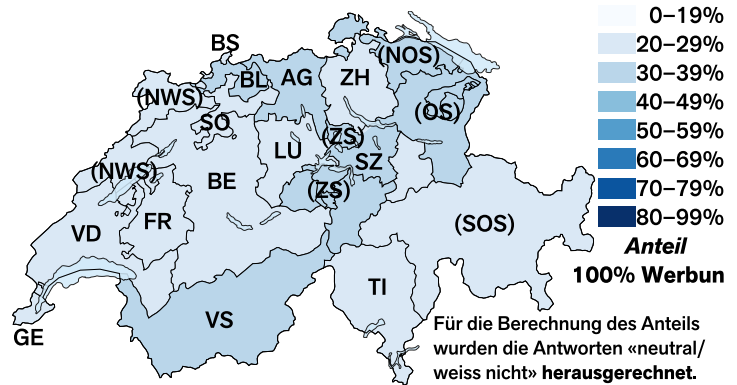 BS
(NOS)
BL
AG
ZH
(NWS)
(OS)
SO
(ZS)
LU
SZ
(NWS)
BE
(ZS)
FR
VD
(SOS)
TI
VS
GE
0–19%
20–29%
30–39%
40–49%
50–59%
60–69%
70–79%
80–99%
Anteil
100% Werbun
Für die Berechnung des Anteils
wurden die Antworten «neutral/
weiss nicht» herausgerechnet.